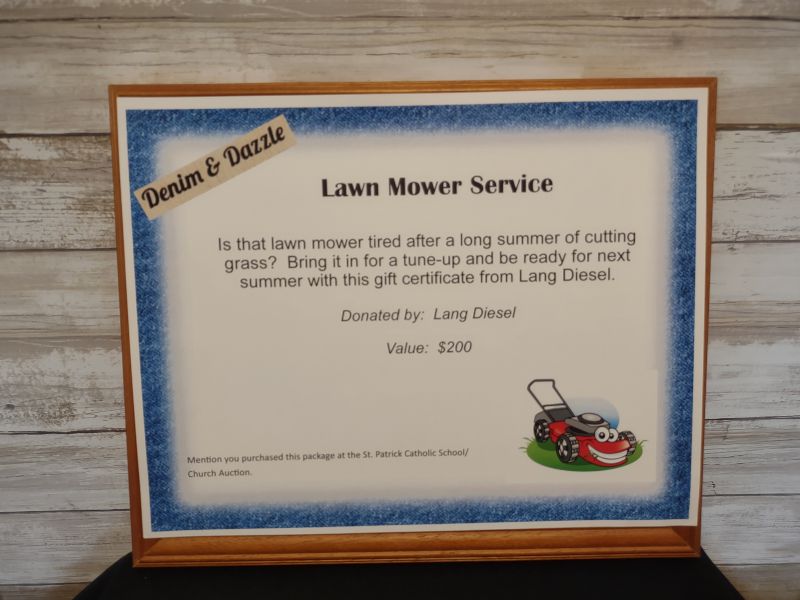 Denim & Dazzle
Lawn Mower Service
Is that lawn mower tired after a long summer of cutting
grass?  Bring it in for a tune-up and be ready for next
summer with this gift certificate from Lang Diesel.
Donated by:  Lang Diesel
Value:  $200
Mention you purchased this package at the St. Patrick Catholic School/
Church Auction.